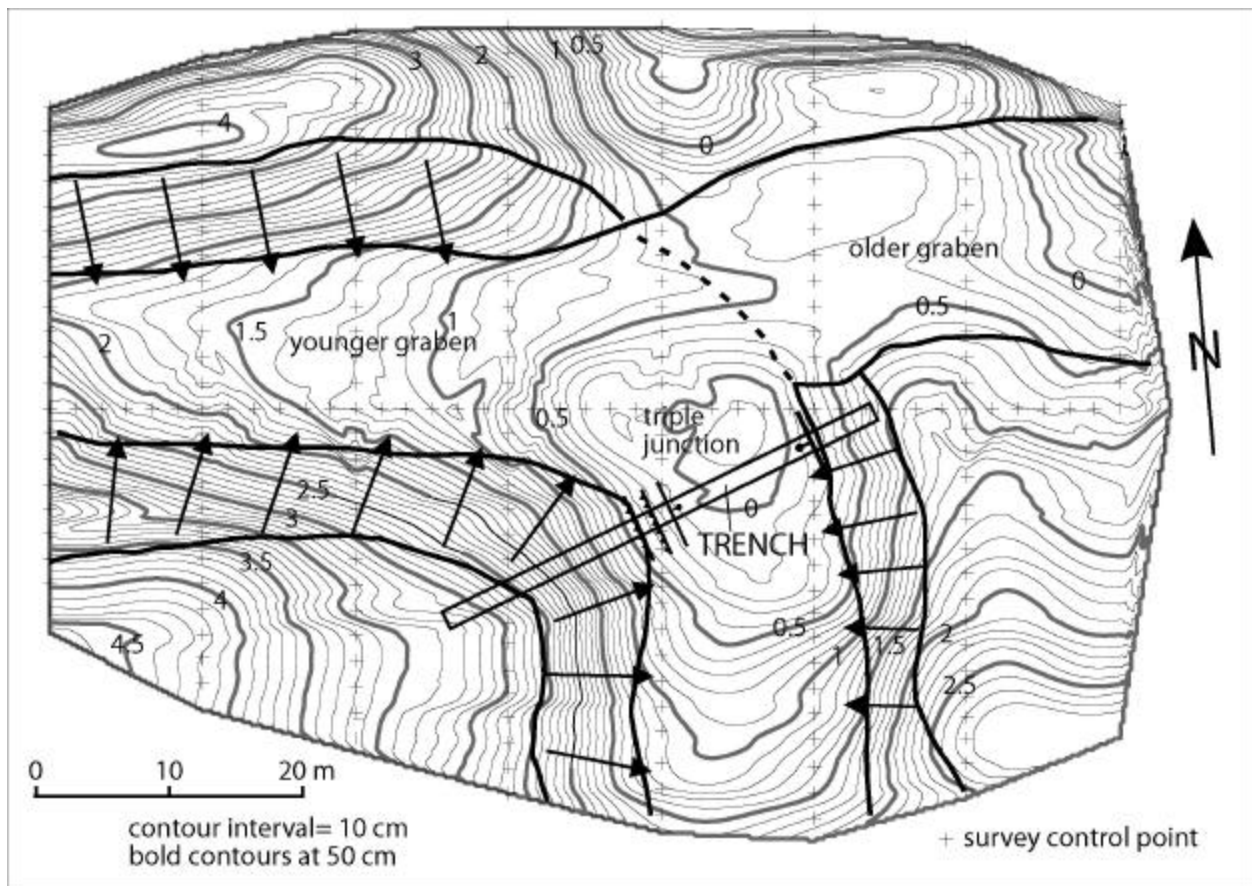 3
2
1
0.5
4
0
1
older graben
0
0.5
1.5
younger graben
1
2
N
0.5
triple
junction
2.5
3
0
TRENCH
3.5
4
0.5
2
1
1.5
4.5
2.5
0 10 20 m
contour interval= 10 cm
bold contours at 50 cm
+ survey control point